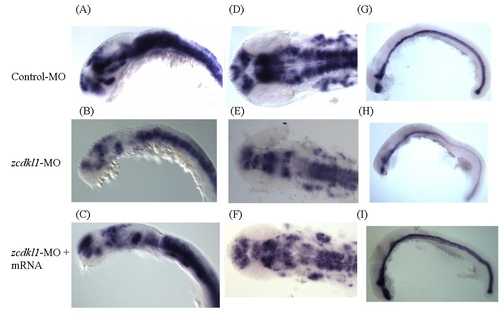 (A) (D) (G)
Control-MO
(B) (E) (H)
zcdkl1-MO
(C) (F) (I)
zcdkl1-MO +
mRNA